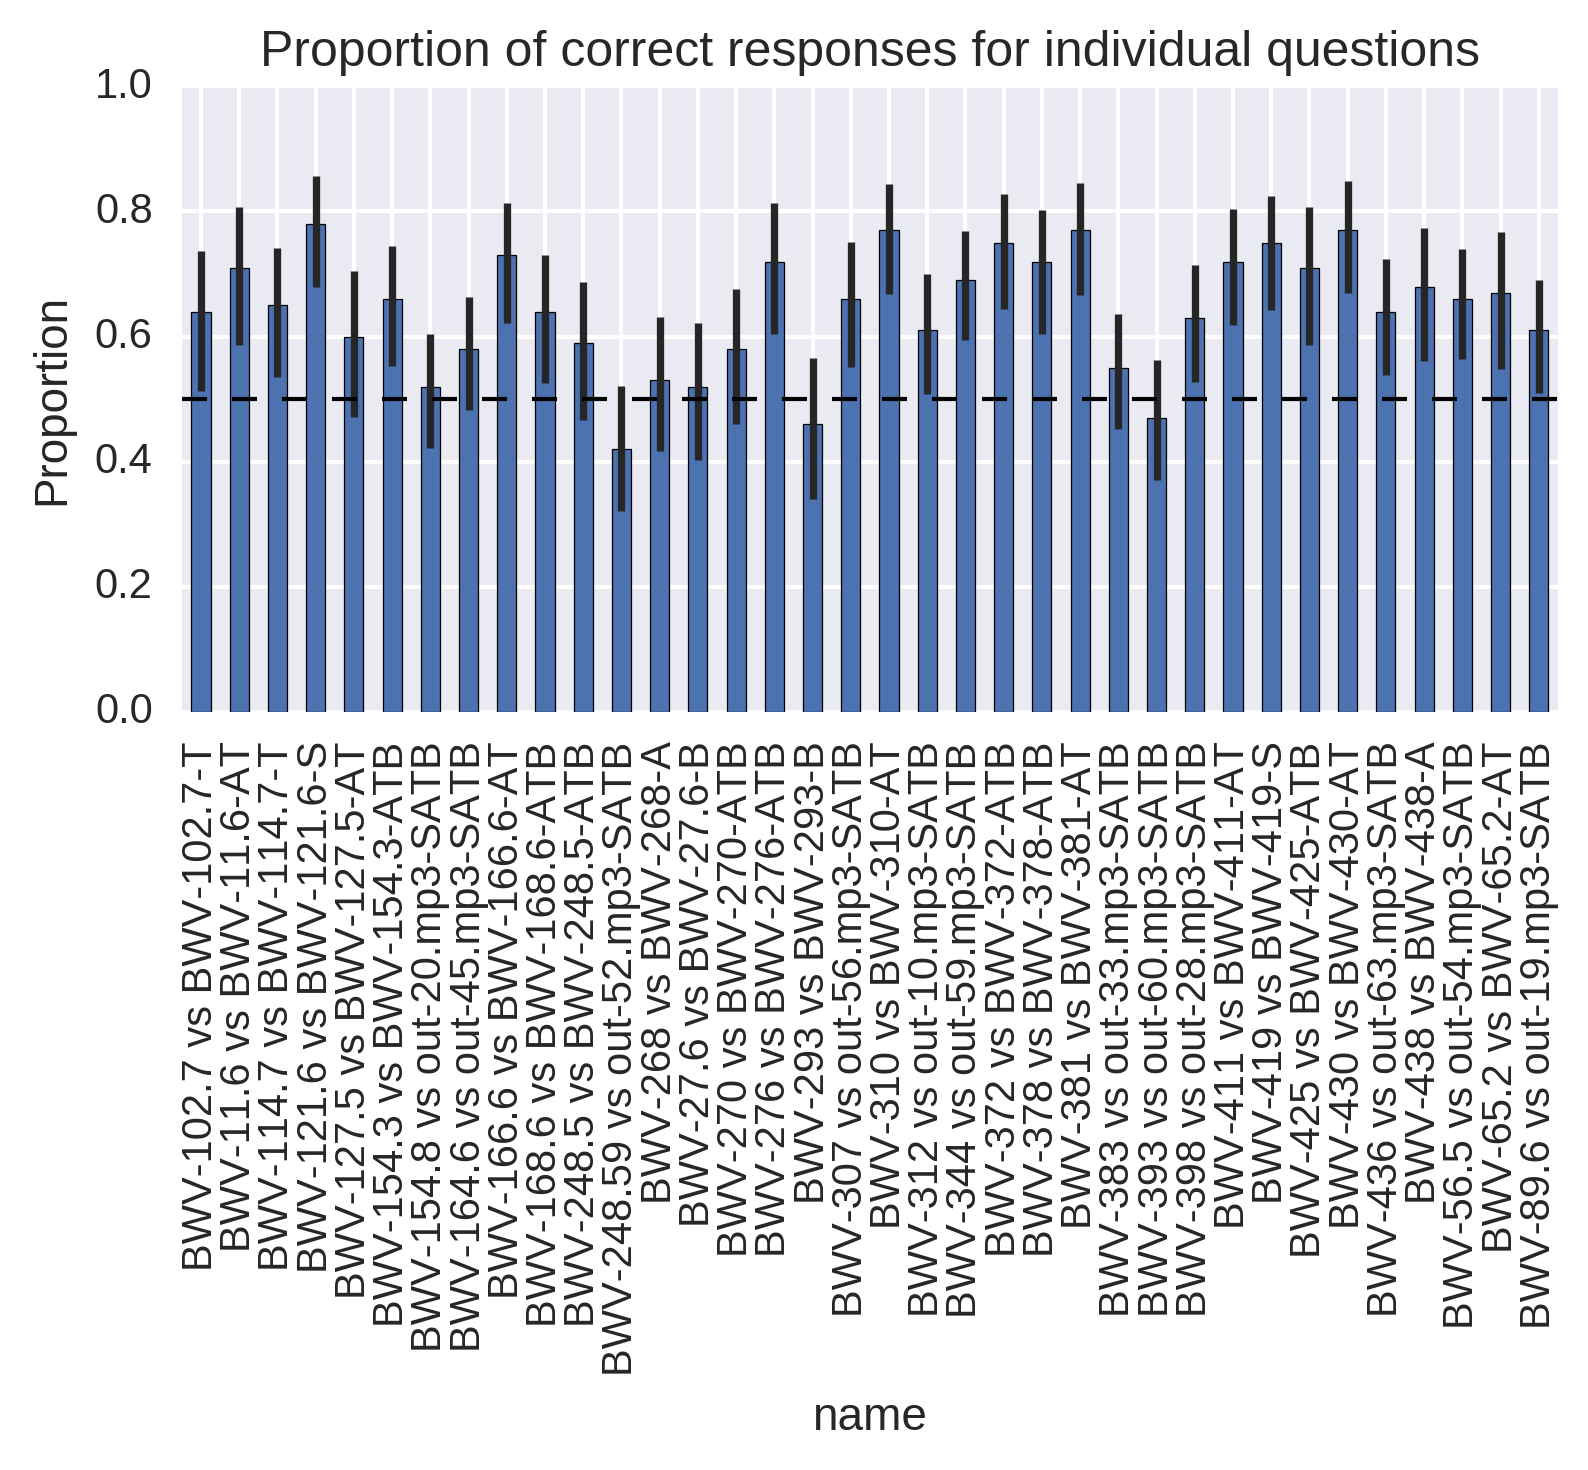 Proportion of correct responses for individual questions
Proportion
1.0
0.8
0.6
0.4
0.2
0.0
BWV-102.7 vs BWV-102.7-T
BWV-11.6 vs BWV-11.6-AT
BWV-114.7 vs BWV-114.7-T
BWV-121.6 vs BWV-121.6-S
BWV-127.5 vs BWV-127.5-AT
BWV-154.3 vs BWV-154.3-ATB
BWV-154.8 vs out-20.mp3-SATB
BWV-164.6 vs out-45.mp3-SATB
BWV-166.6 vs BWV-166.6-AT
BWV-168.6 vs BWV-168.6-ATB
BWV-248.5 vs BWV-248.5-ATB
BWV-248.59 vs out-52.mp3-SATB
BWV-268 vs BWV-268-A
BWV-27.6 vs BWV-27.6-B
BWV-270 vs BWV-270-ATB
BWV-276 vs BWV-276-ATB
BWV-293 vs BWV-293-B
BWV-307 vs out-56.mp3-SATB
BWV-310 vs BWV-310-AT
BWV-312 vs out-10.mp3-SATB
BWV-344 vs out-59.mp3-SATB
BWV-372 vs BWV-372-ATB
BWV-378 vs BWV-378-ATB
BWV-381 vs BWV-381-AT
BWV-383 vs out-33.mp3-SATB
BWV-393 vs out-60.mp3-SATB
BWV-398 vs out-28.mp3-SATB
BWV-411 vs BWV-411-AT
BWV-419 vs BWV-419-S
BWV-425 vs BWV-425-ATB
BWV-430 vs BWV-430-AT
BWV-436 vs out-63.mp3-SATB
BWV-438 vs BWV-438-A
BWV-56.5 vs out-54.mp3-SATB
BWV-65.2 vs BWV-65.2-AT
BWV-89.6 vs out-19.mp3-SATB
name